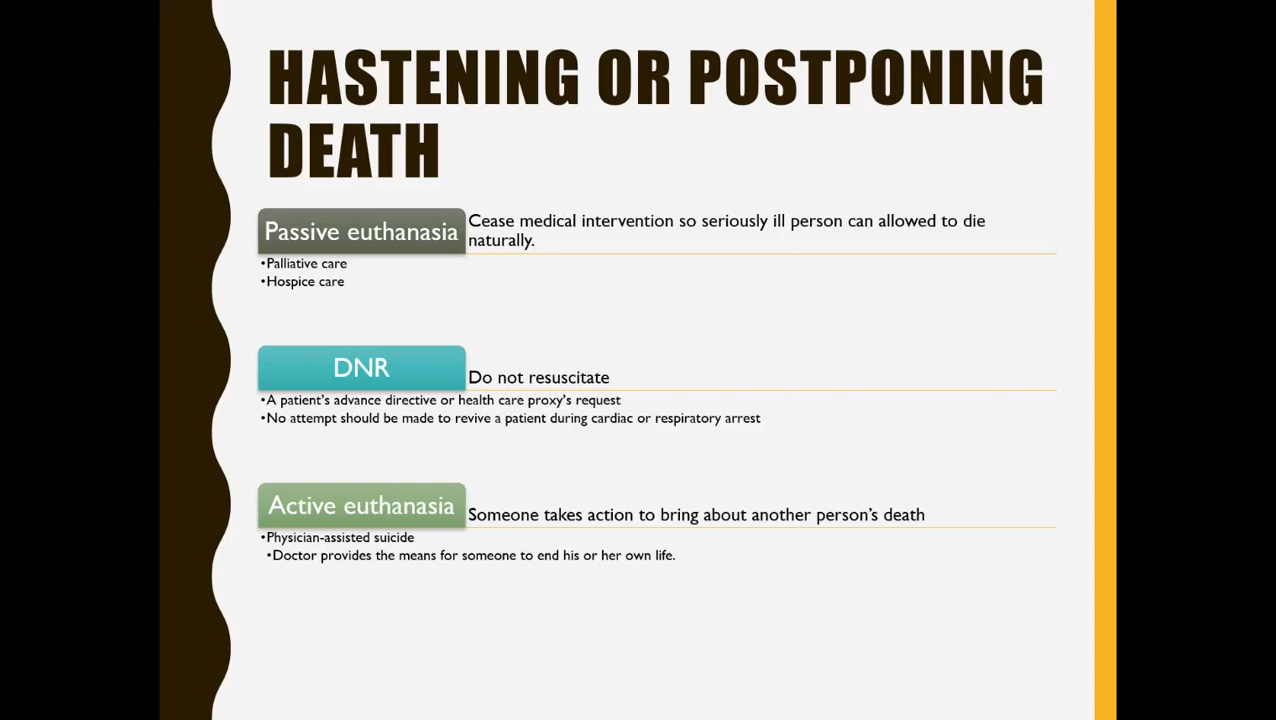 HASTENING OR POSTPONING
DEATH
Passive euthanasia
Cease medical intervention so seriously ill person can allowed to die
naturally.
•Palliative care
•Hospice care
DNR
Do not resuscitate
•A patient’s advance directive or health care proxy’s request
•No attempt should be made to revive a patient during cardiac or respiratory arrest
Active euthanasia
Someone takes action to bring about another person’s death
•Physician-assisted suicide
•Doctor provides the means for someone to end his or her own life.